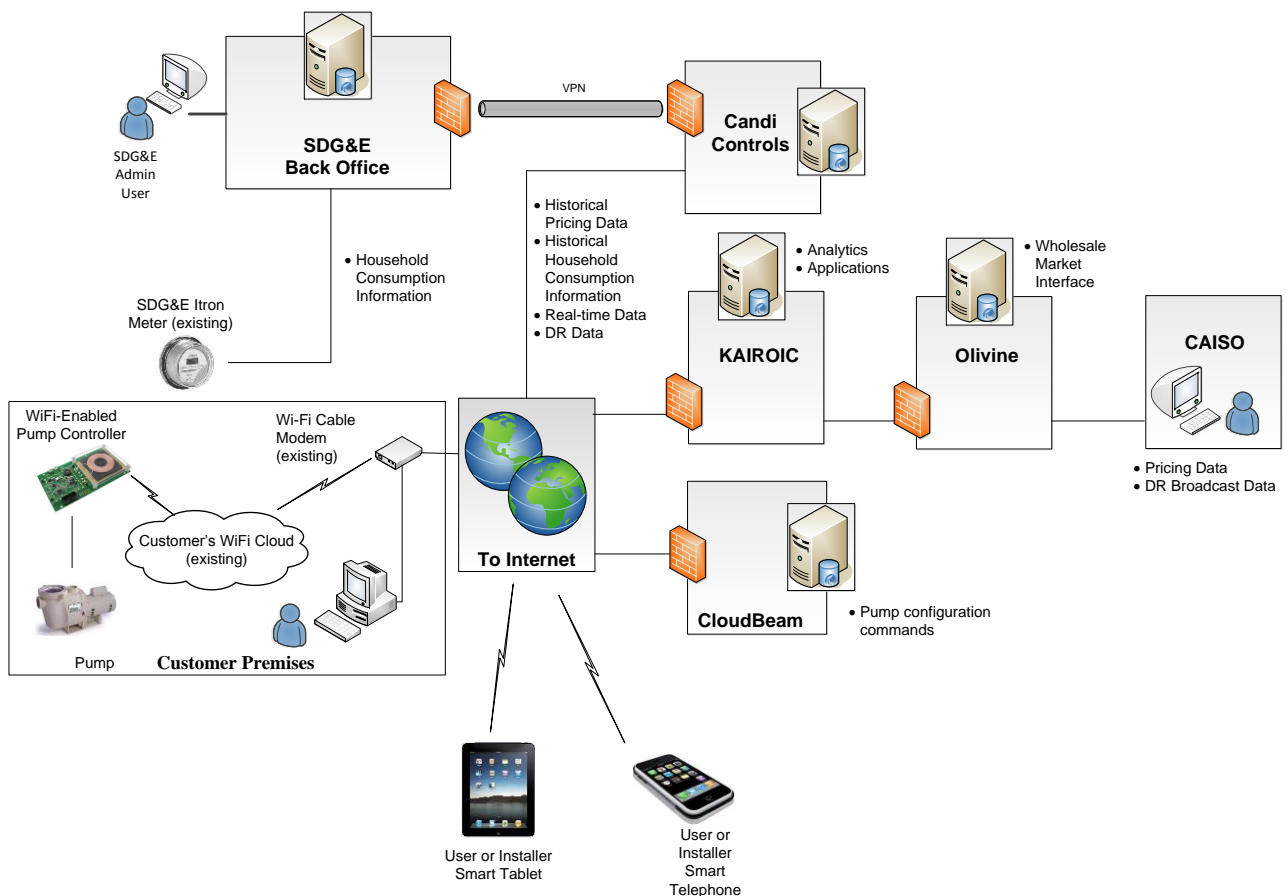 VPN
SDG&E
Back Office
SDG&E
Admin
User
Candi
Controls
• Historical
Pricing Data
• Historical
Household
Consumption
Information
• Real-time Data
• DR Data
• Household
Consumption
Information
• Analytics
• Applications
• Wholesale
Market
Interface
SDG&E Itron
Meter (existing)
KAIROIC
Olivine
CAISO
• Pricing Data
• DR Broadcast Data
WiFi-Enabled
Pump Controller
Wi-Fi Cable
Modem
(existing)
Customer's WiFi Cloud
(existing)
Pump
Customer Premises
To Internet
CloudBeam
• Pump configuration
commands
User or Installer
Smart Tablet
User or
Installer
Smart
Telephone